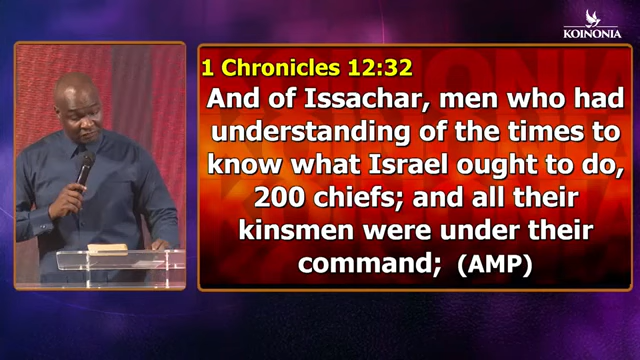 KOINONIA
1 Chronicles 12:32
And of Issachar, men who had
understanding of the times to
know what Israel ought to do,
200 chiefs; and all their
kinsmen were under their
command; (AMP)